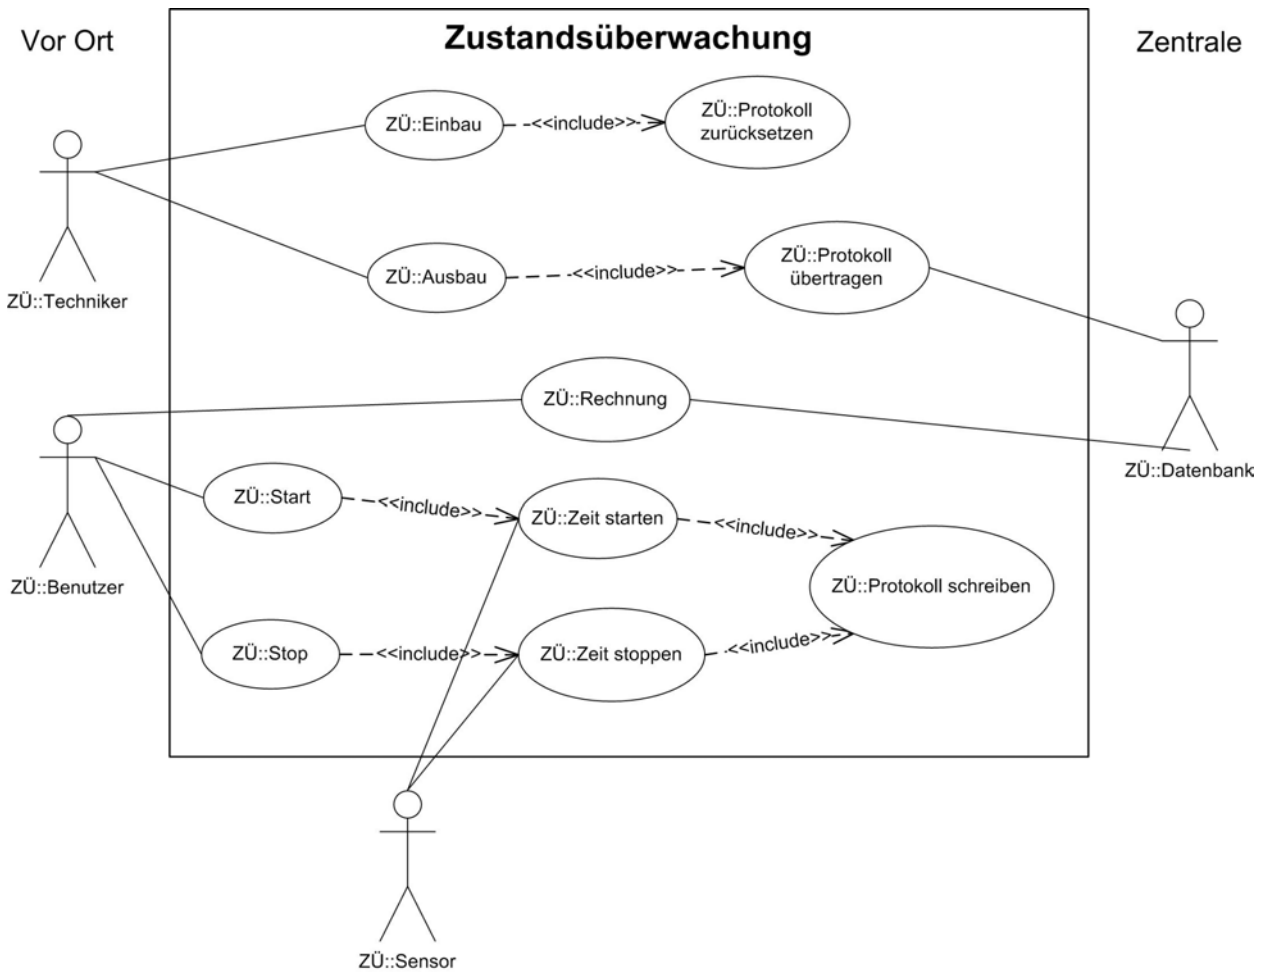 Vor Ort
Zustandsüberwachung
Zentrale
ZÜ::Einbau
<<include>>
ZÜ::Protokoll
zurücksetzen
ZÜ::Techniker
ZÜ::Ausbau
<<include>>
ZÜ::Protokoll
übertragen
ZÜ::Rechnung
ZÜ::Datenbank
ZÜ::Benutzer
ZÜ::Start
<<include>>
ZÜ::Zeit starten
<<include>>
ZÜ::Protokoll schreiben
ZÜ::Stop
<<include>>
ZÜ::Zeit stoppen
<<include>>
ZÜ::Sensor